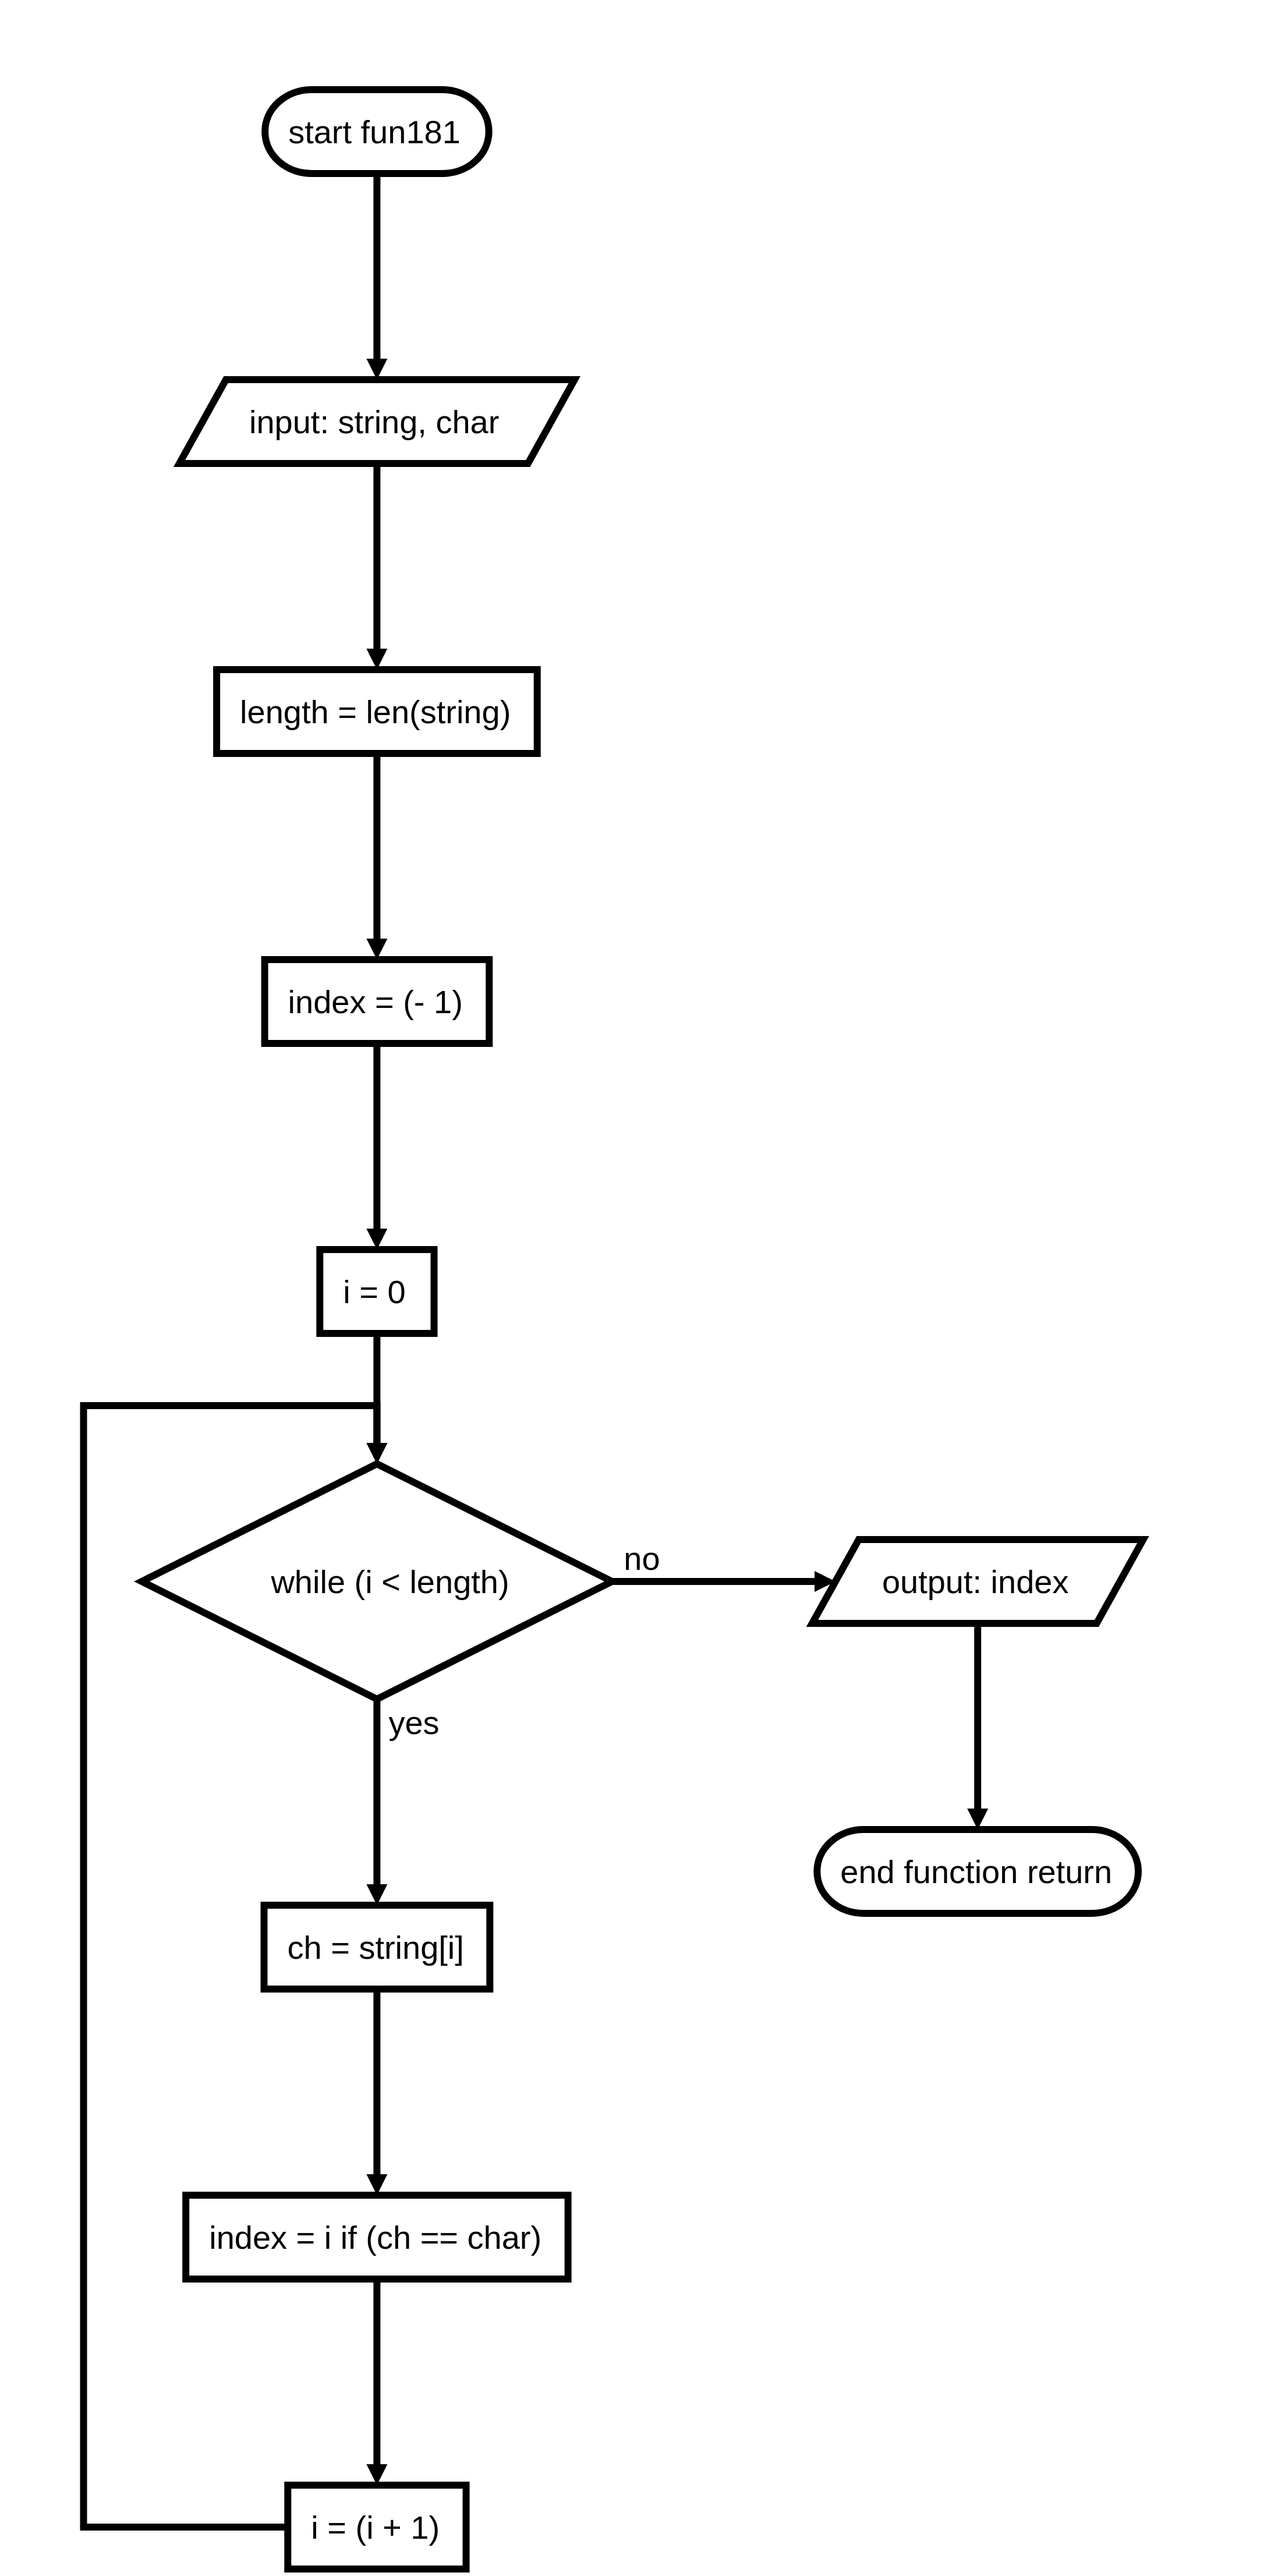 start fun181
input: string, char
length = len(string)
index = (- 1)
i = 0
while (i < length)
no
output: index
yes
end function return
ch = string[i]
index = i if (ch == char)
i = (i + 1)